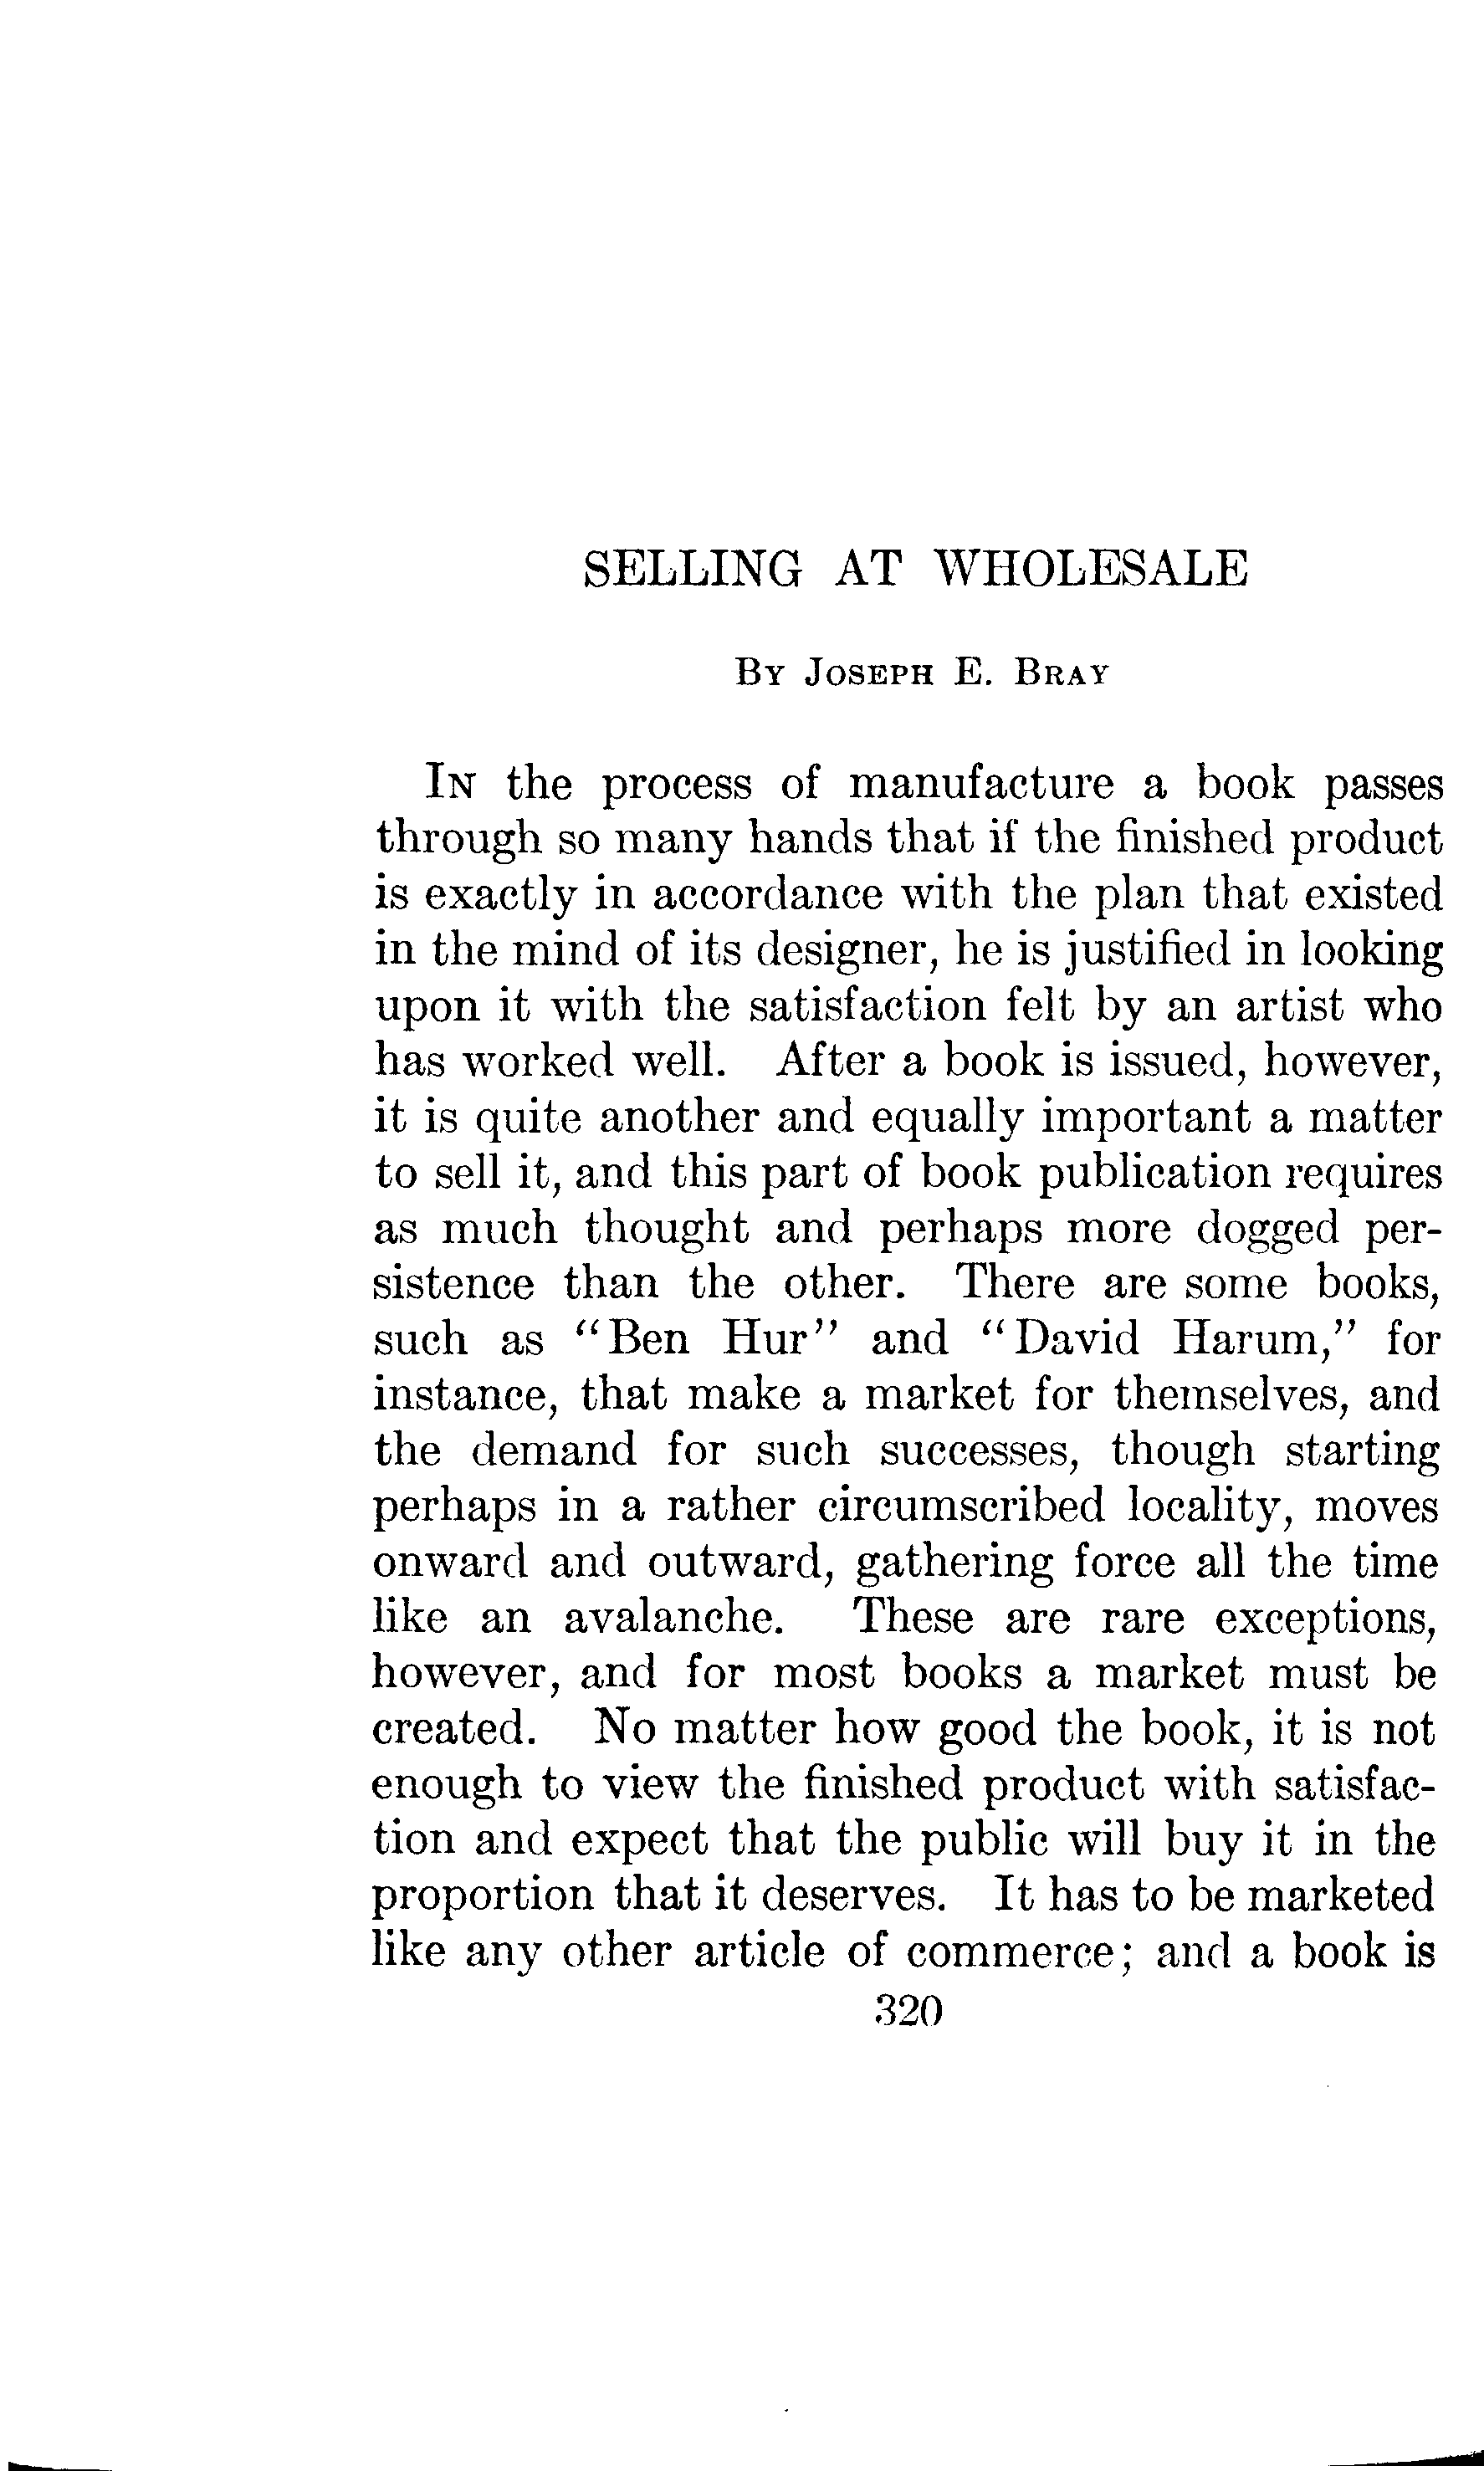 SELLING AT WHOLESALE
By Joseph E. Bray
In the process of manufacture a book passes
through so many hands that if the finished product
is exactly in accordance with the plan that existed
in the mind of its designer, he is justified in looking
upon it with the satisfaction felt by an artist who
has worked well. After a book is issued, however,
it is quite another and equally important a matter
to sell it, and this part of book publication requires
as much thought and perhaps more dogged per-
sistence than the other. There are some books,
such as “Ben Hur” and “David Harum,” for
instance, that make a market for themselves, and
the demand for such successes, though starting
perhaps in a rather circumscribed locality, moves
onward and outward, gathering force all the time
like an avalanche. These are rare exceptions,
however, and for most books a market must be
created. No matter how good the book, it is not
enough to view the finished product with satisfac-
tion and expect that the public will buy it in the
proportion that it deserves. It has to be marketed
like any other article of commerce; and a book is
320